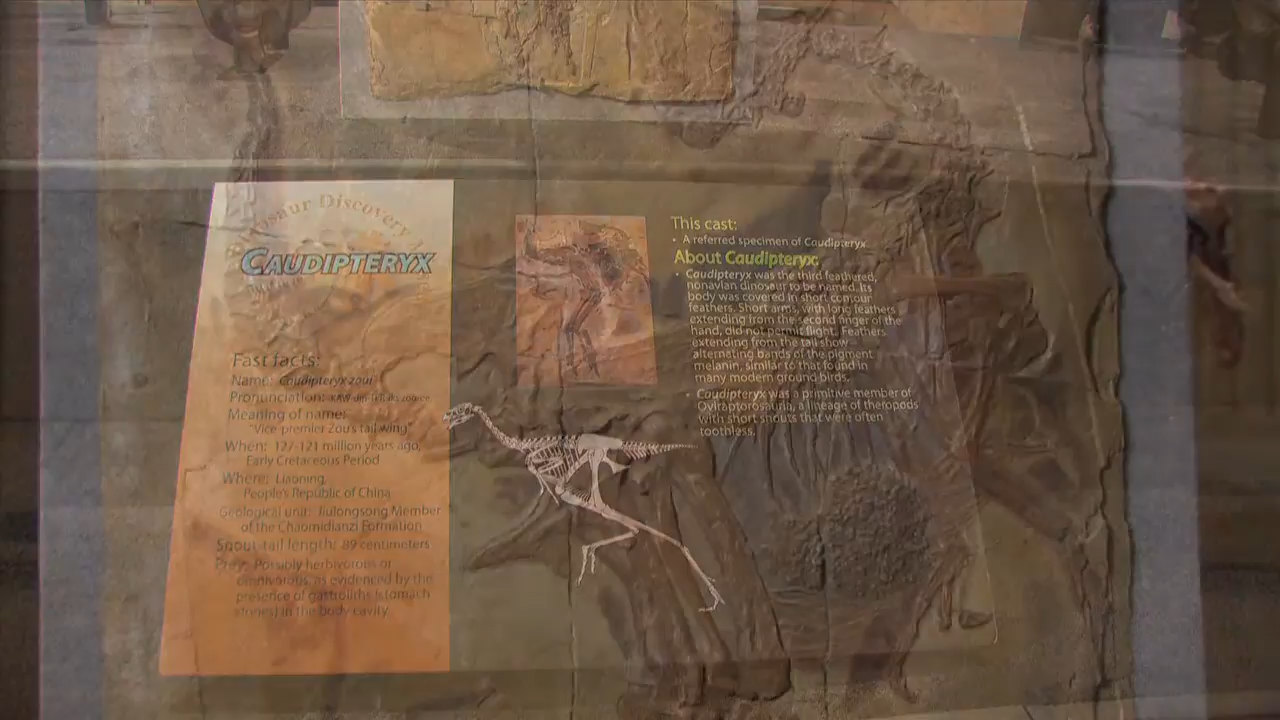 Dinosaur Discovery
CAUDIPTERYX
Fast facts:
Name: Caudipteryx zoui
Pronunciation:
Meaning of name:
"Vice premier Zou's tail wing"
When: 127-121 million years ago,
Early Cretaceous Period
Where: Liaoning,
People's Republic of China
Geological unit: Jiulongsong Member
of the Chaomidianzi Formation
Snout-tail length: 89 centimeters
Prey: Possibly herbivorous or
omnivorous, as evidenced by the
presence of gastroliths (stomach
stones) in the body cavity.
This cast:
• A referred specimen of Caudipteryx.
About Caudipteryx:
• Caudipteryx was the third feathered,
nonavian dinosaur to be named. Its
body was covered in short contour
feathers. Short arms, with long feathers
extending from the second finger of the
hand, did not permit flight. Feathers
extending from the tail show
alternating bands of the pigment
melanin, similar to that found in
many modern ground birds.
• Caudipteryx was a primitive member of
Oviraptorosauria, a lineage of theropods
with short snouts that were often
toothless.